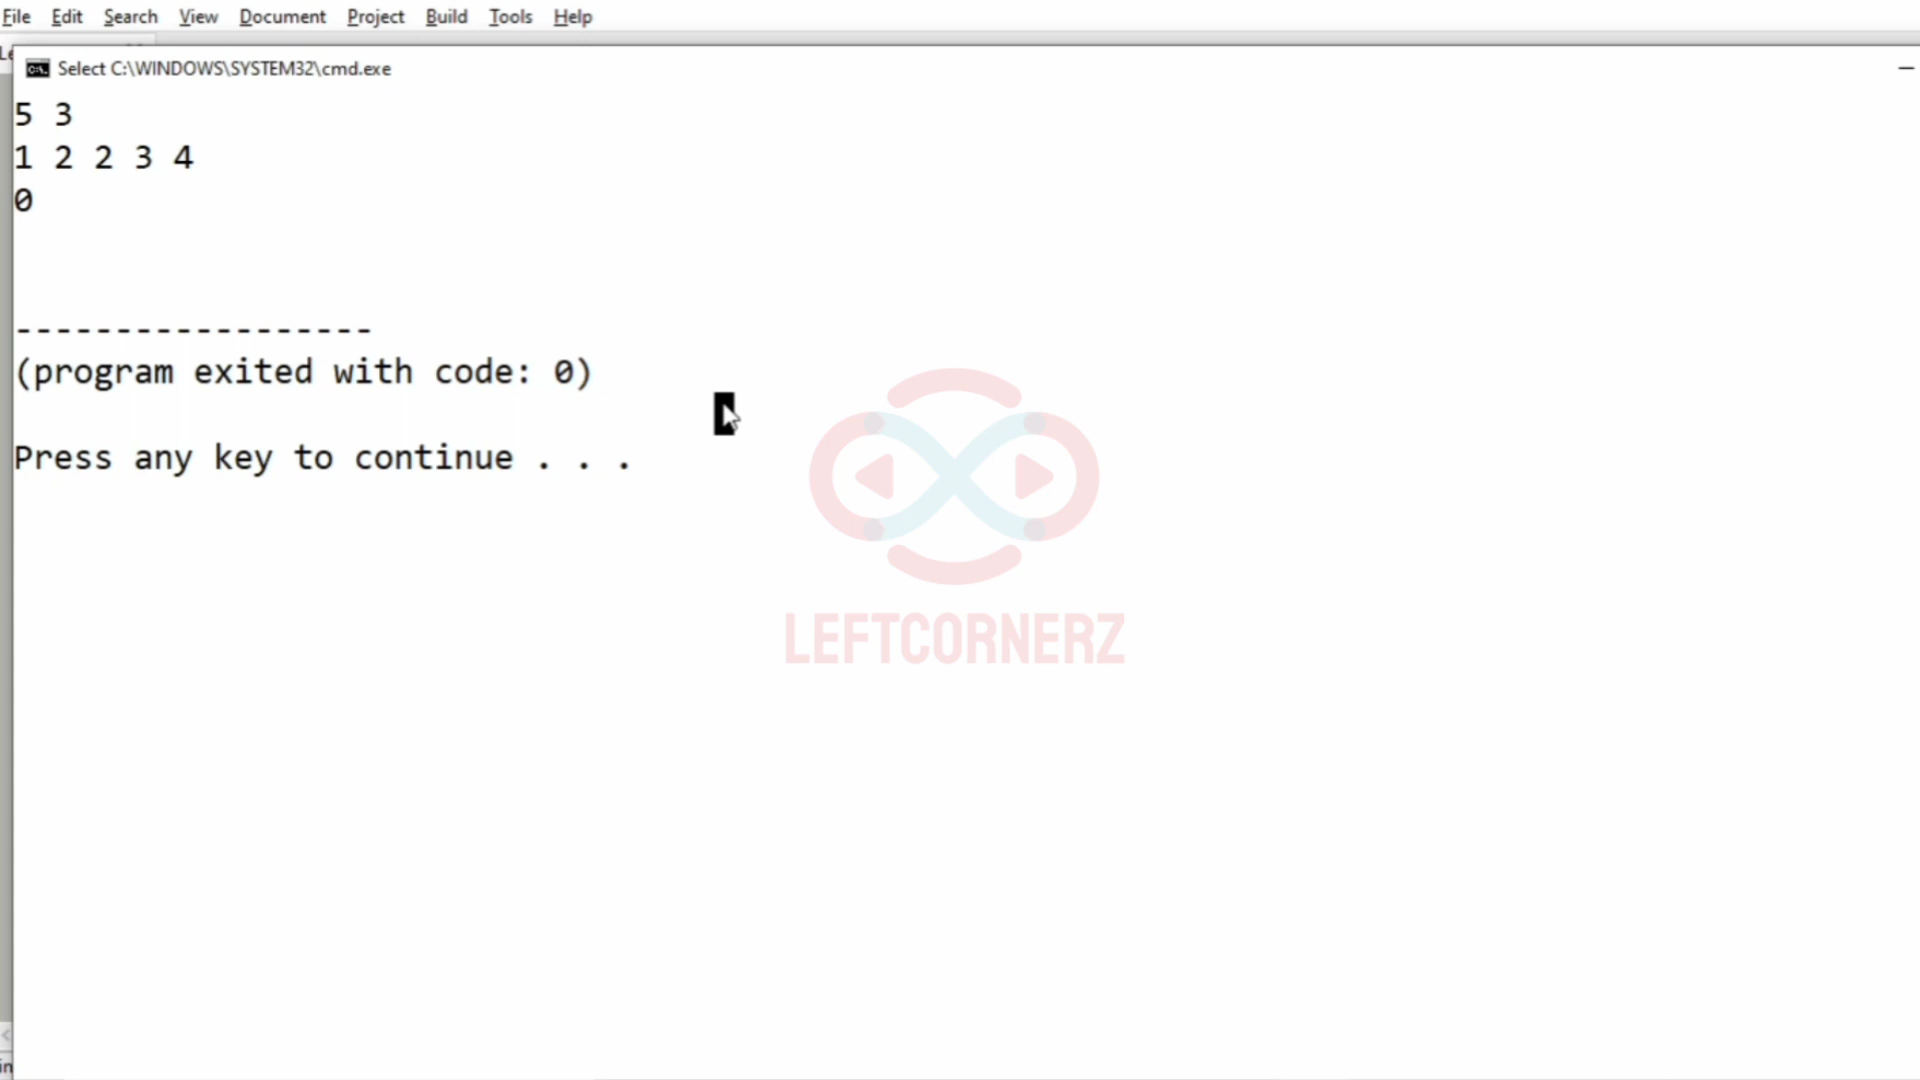 File Edit Search View Document Project Build Tools Help
Select C:\WINDOWS\SYSTEM32\cmd.exe
5 3
1 2 2 3 4
0
------------------
(program exited with code: 0)
Press any key to continue . . .
LEFTCORNERZ